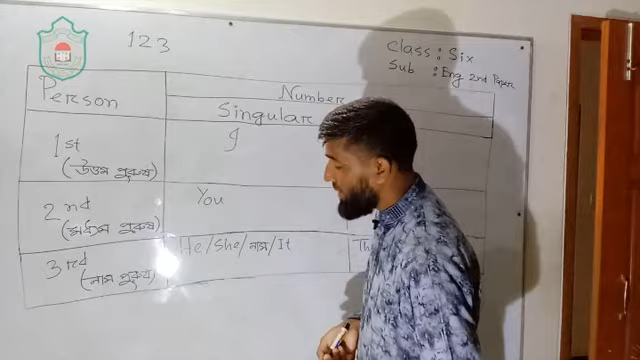 123
Class : Six
Sub : Eng 2nd Paper
Person
Number
Singular
1st
I
(উত্তম পুরুষ)
2nd
You
(মধ্যম পুরুষ)
3rd
He/She/নাম/It
(নাম পুরুষ)